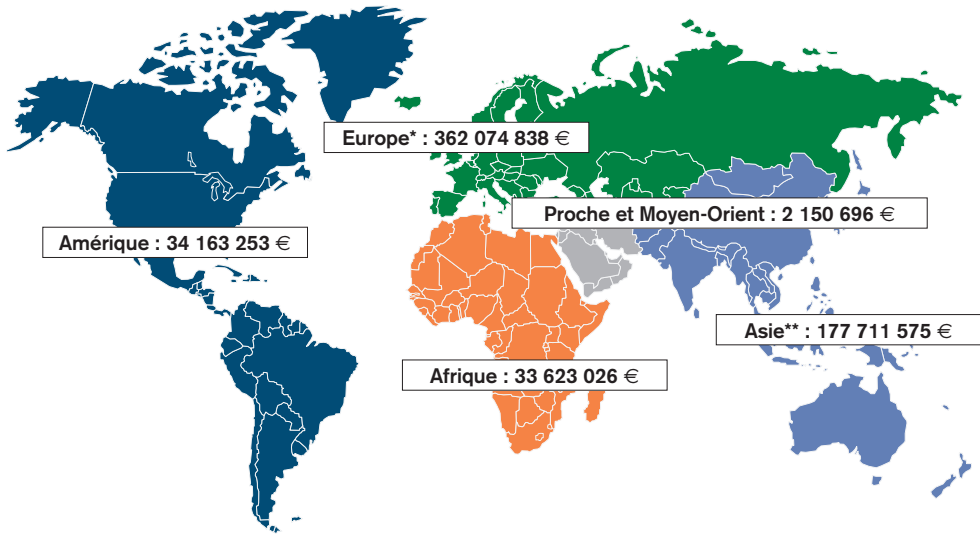 Europe* : 362 074 838 €
Proche et Moyen-Orient : 2 150 696 €
Amérique : 34 163 253 €
Asie** : 177 711 575 €
Afrique : 33 623 026 €